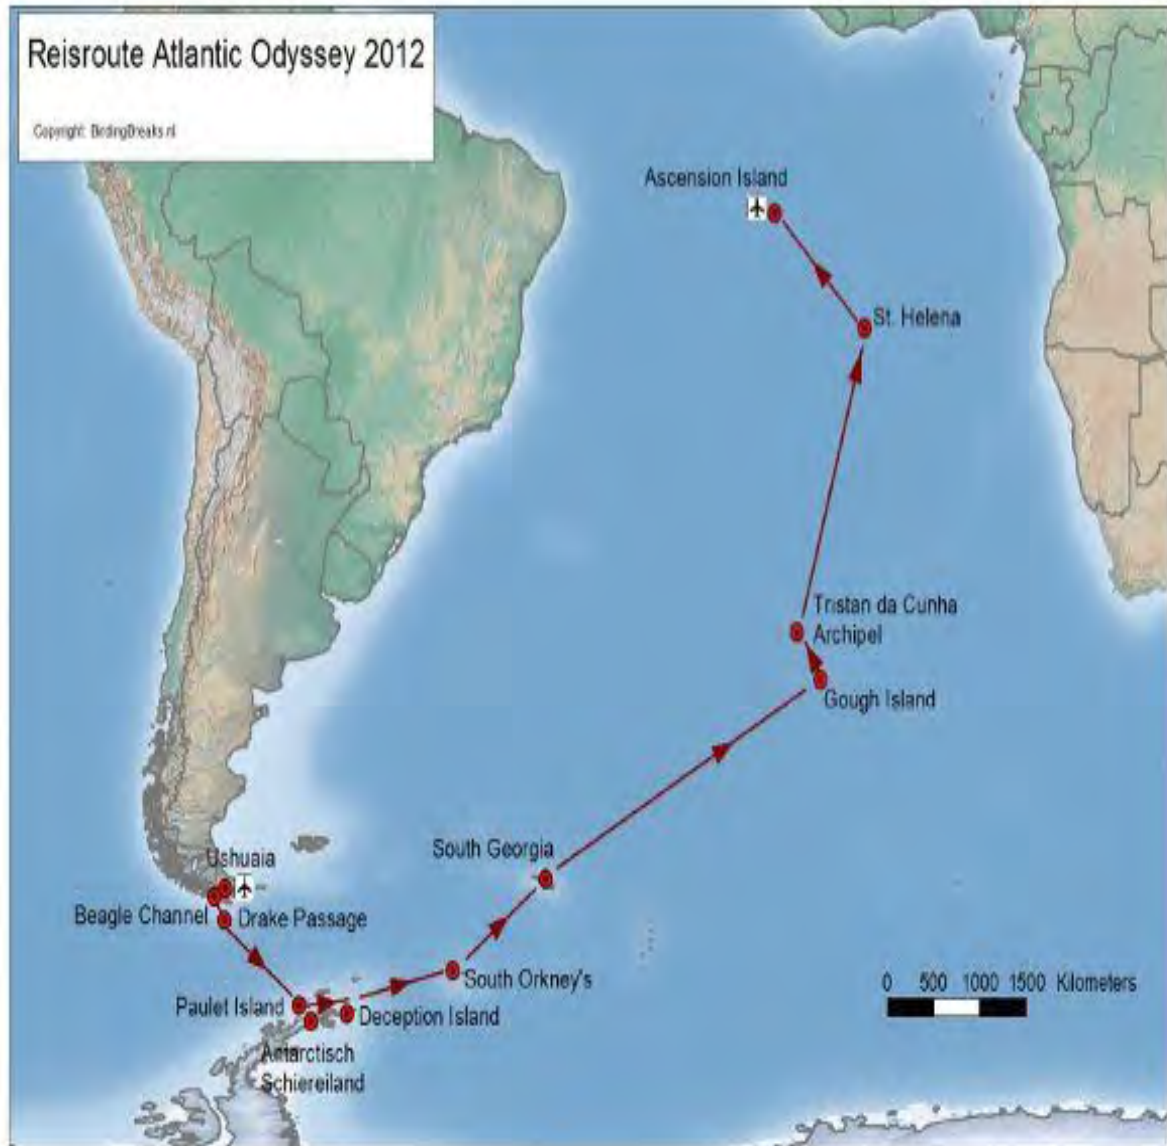 Reisroute Atlantic Odyssey 2012
Copyright: BirdingBreaks.nl
Ascension Island
St. Helena
Tristan da Cunha
Archipel
Gough Island
South Georgia
Ushuaia
Beagle Channel
Drake Passage
South Orkney's
Paulet Island
Deception Island
Antarctisch
Schiereiland
0 500 1000 1500 Kilometers